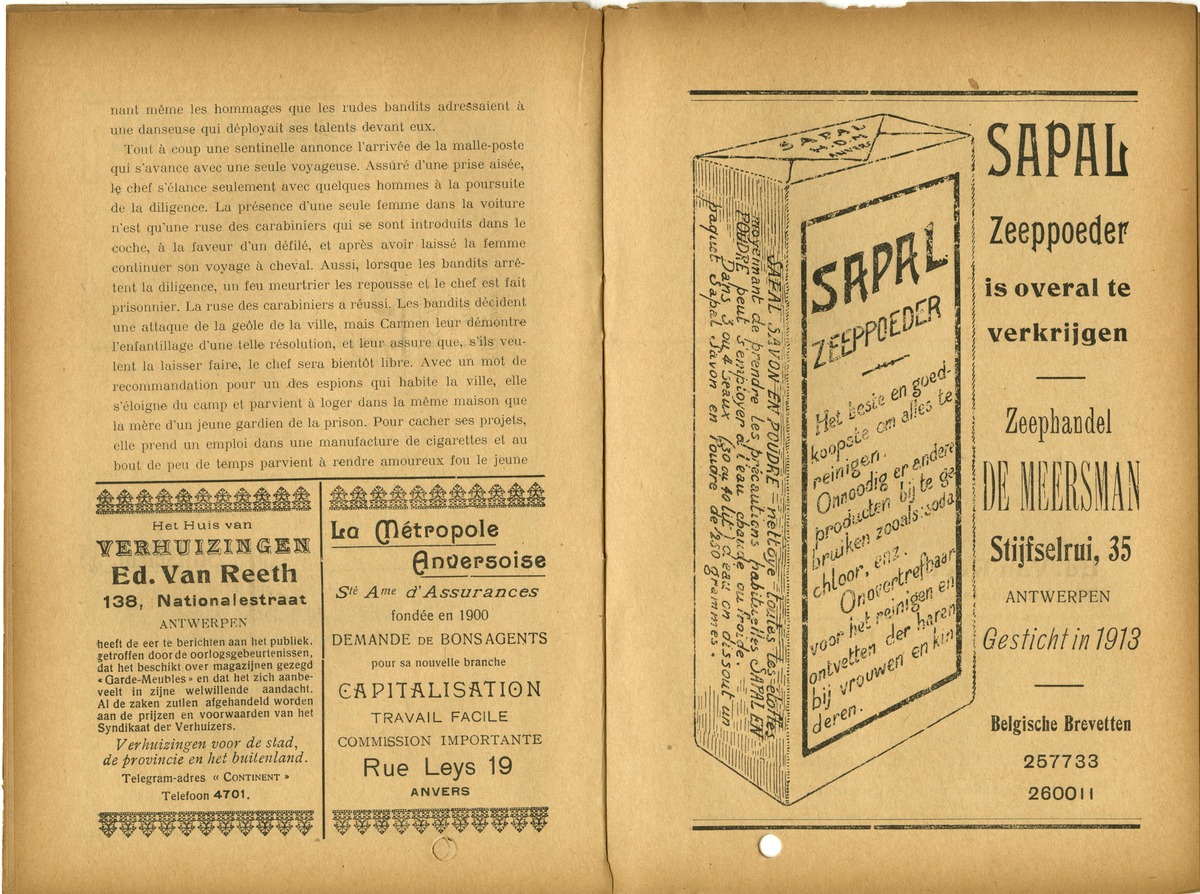 nant même les hommages que les rudes bandits adressaient à
une danseuse qui déployait ses talents devant eux.
Tout à coup une sentinelle annonce l'arrivée de la malle-poste
qui s'avance avec une seule voyageuse. Assuré d'une prise aisée,
le chef s'élance seulement avec quelques hommes à la poursuite
de la diligence. La présence d'une seule femme dans la voiture
n'est qu'une ruse des carabiniers qui se sont introduits dans le
coche, à la faveur d'un défilé, et après avoir laissé la femme
continuer son voyage à cheval. Aussi, lorsque les bandits arrê-
tent la diligence, un feu meurtrier les repousse et le chef est fait
prisonnier. La ruse des carabiniers a réussi. Les bandits décident
une attaque de la geôle de la ville, mais Carmen leur démontre
l'enfantillage d'une telle résolution, et leur assure que, s'ils veu-
lent la laisser faire, le chef sera bientôt libre. Avec un mot de
recommandation pour un des espions qui habite la ville, elle
s'éloigne du camp et parvient à loger dans la même maison que
la mère d'un jeune gardien de la prison. Pour cacher ses projets,
elle prend un emploi dans une manufacture de cigarettes et au
bout de peu de temps parvient à rendre amoureux fou le jeune
Het Huis van
VERHUIZINGEN
Ed. Van Reeth
138, Nationalestraat
ANTWERPEN
heeft de eer te berichten aan het publiek,
getroffen door de oorlogsgebeurtenissen,
dat het beschikt over magazijnen gezegd
« Garde-Meubles » en dat het zich aanbe-
veelt in zijne welwillende aandacht.
Al de zaken zullen afgehandeld worden
aan de prijzen en voorwaarden van het
Syndikaat der Verhuizers.
Verhuizingen voor de stad,
de provincie en het buitenland.
Telegram-adres « CONTINENT »
Telefoon 4701.
La Métropole
Anversoise
Sté Ame d'Assurances
fondée en 1900
DEMANDE DE BONS AGENTS
pour sa nouvelle branche
CAPITALISATION
TRAVAIL FACILE
COMMISSION IMPORTANTE
Rue Leys 19
ANVERS
SAPAL
H.D.M
ANVERS
SAPAL SAVON EN POUDRE = nettoye = toutes les étoffes
moyennant de prendre les précautions habituelles SAPAL EN
POUDRE peut s'employer à l'eau chaude ou froide.
Dans 3 ou 4 seaux (30 ou 40 lit) d'eau on dissout un
paquet Sapal Savon en Poudre de 250 grammes.
SAPAL
ZEEPPOEDER
Het beste en goed-
koopste om alles te
reinigen.
Onnoodig er andere
producten bij te ge
bruiken zooals: soda
chloor, enz.
Onovertrefbaar
voor het reinigen en
ontvetten der haren
bij vrouwen en kin
deren.
SAPAL
Zeeppoeder
is overal te
verkrijgen
Zeephandel
DE MEERSMAN
Stijfselrui, 35
ANTWERPEN
Gesticht in 1913
Belgische Brevetten
257733
260011